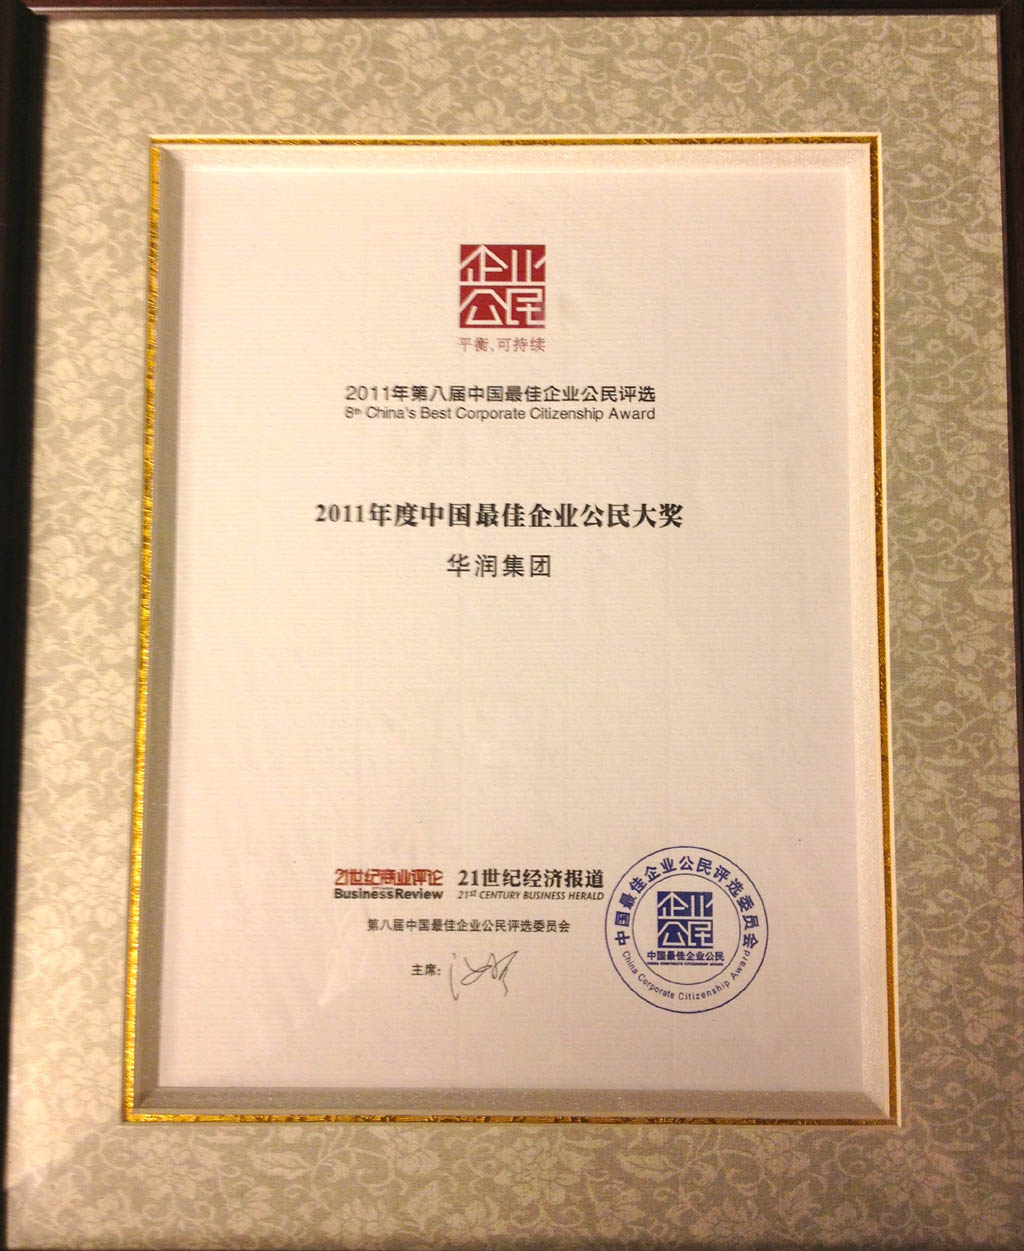 企业
公民
平衡、可持续
2011年第八届中国最佳企业公民评选
8th China's Best Corporate Citizenship Award
2011年度中国最佳企业公民大奖
华润集团
21世纪商业评论
BusinessReview
21世纪经济报道
21ST CENTURY BUSINESS HERALD
第八届中国最佳企业公民评选委员会
主席:
中国最佳企业公民评选委员会
企业
公民
中国最佳企业公民
CHINA CORPORATE CITIZENSHIP AWARD
China Corporate Citizenship Award